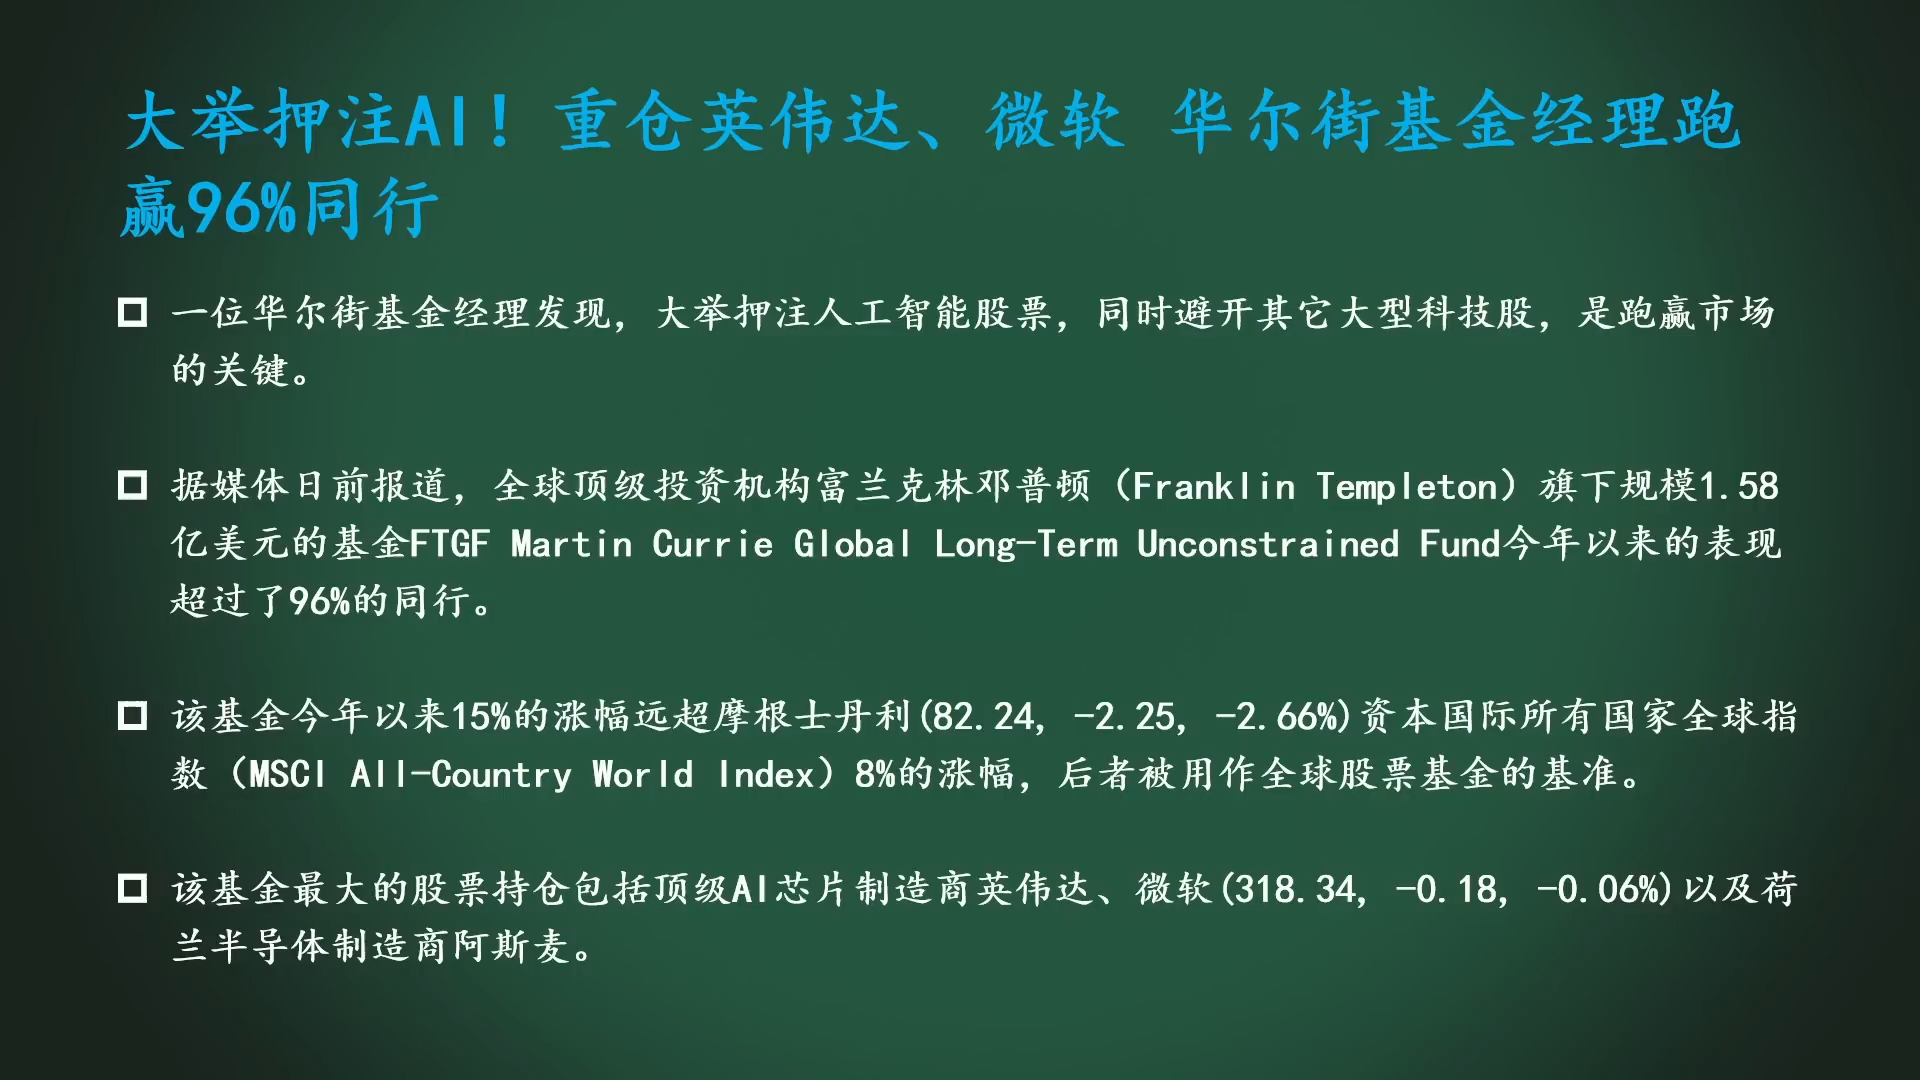 大举押注AI！重仓英伟达、微软 华尔街基金经理跑
赢96%同行
一位华尔街基金经理发现，大举押注人工智能股票，同时避开其它大型科技股，是跑赢市场
的关键。
据媒体日前报道，全球顶级投资机构富兰克林邓普顿（Franklin Templeton）旗下规模1.58
亿美元的基金FTGF Martin Currie Global Long-Term Unconstrained Fund今年以来的表现
超过了96%的同行。
该基金今年以来15%的涨幅远超摩根士丹利(82.24, -2.25, -2.66%)资本国际所有国家全球指
数（MSCI All-Country World Index）8%的涨幅，后者被用作全球股票基金的基准。
该基金最大的股票持仓包括顶级AI芯片制造商英伟达、微软(318.34, -0.18, -0.06%)以及荷
兰半导体制造商阿斯麦。